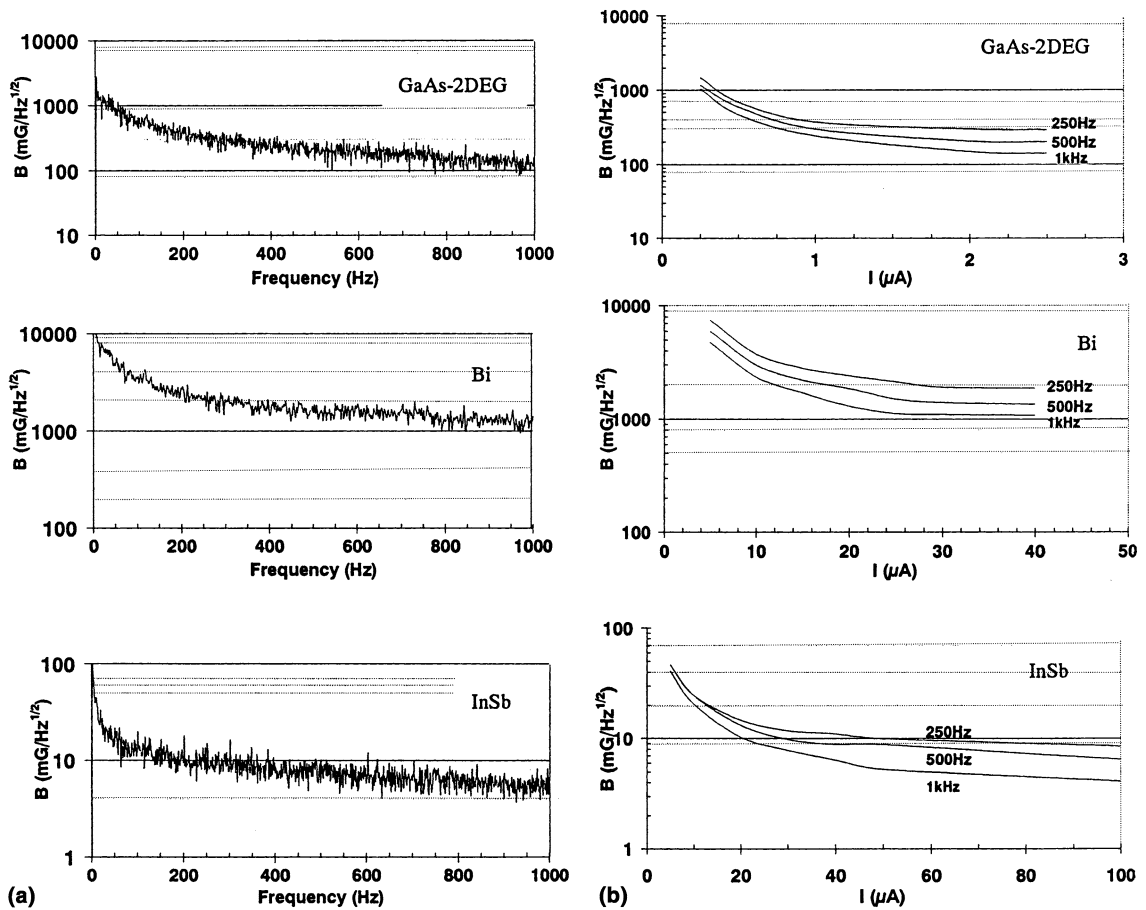 GaAs-2DEG
B (mG/Hz1/2)
10000
1000
100
10
0 200 400 600 800 1000
Frequency (Hz)
Bi
B (mG/Hz1/2)
10000
1000
100
0 200 400 600 800 1000
Frequency (Hz)
InSb
B (mG/Hz1/2)
100
10
1
0 200 400 600 800 1000
Frequency (Hz)
(a)
GaAs-2DEG
B (mG/Hz1/2)
10000
1000
100
10
250Hz
500Hz
1kHz
0 1 2 3
I (µA)
Bi
B (mG/Hz1/2)
10000
1000
100
250Hz
500Hz
1kHz
0 10 20 30 40 50
I (µA)
InSb
B (mG/Hz1/2)
100
10
1
250Hz
500Hz
1kHz
0 20 40 60 80 100
I (µA)
(b)